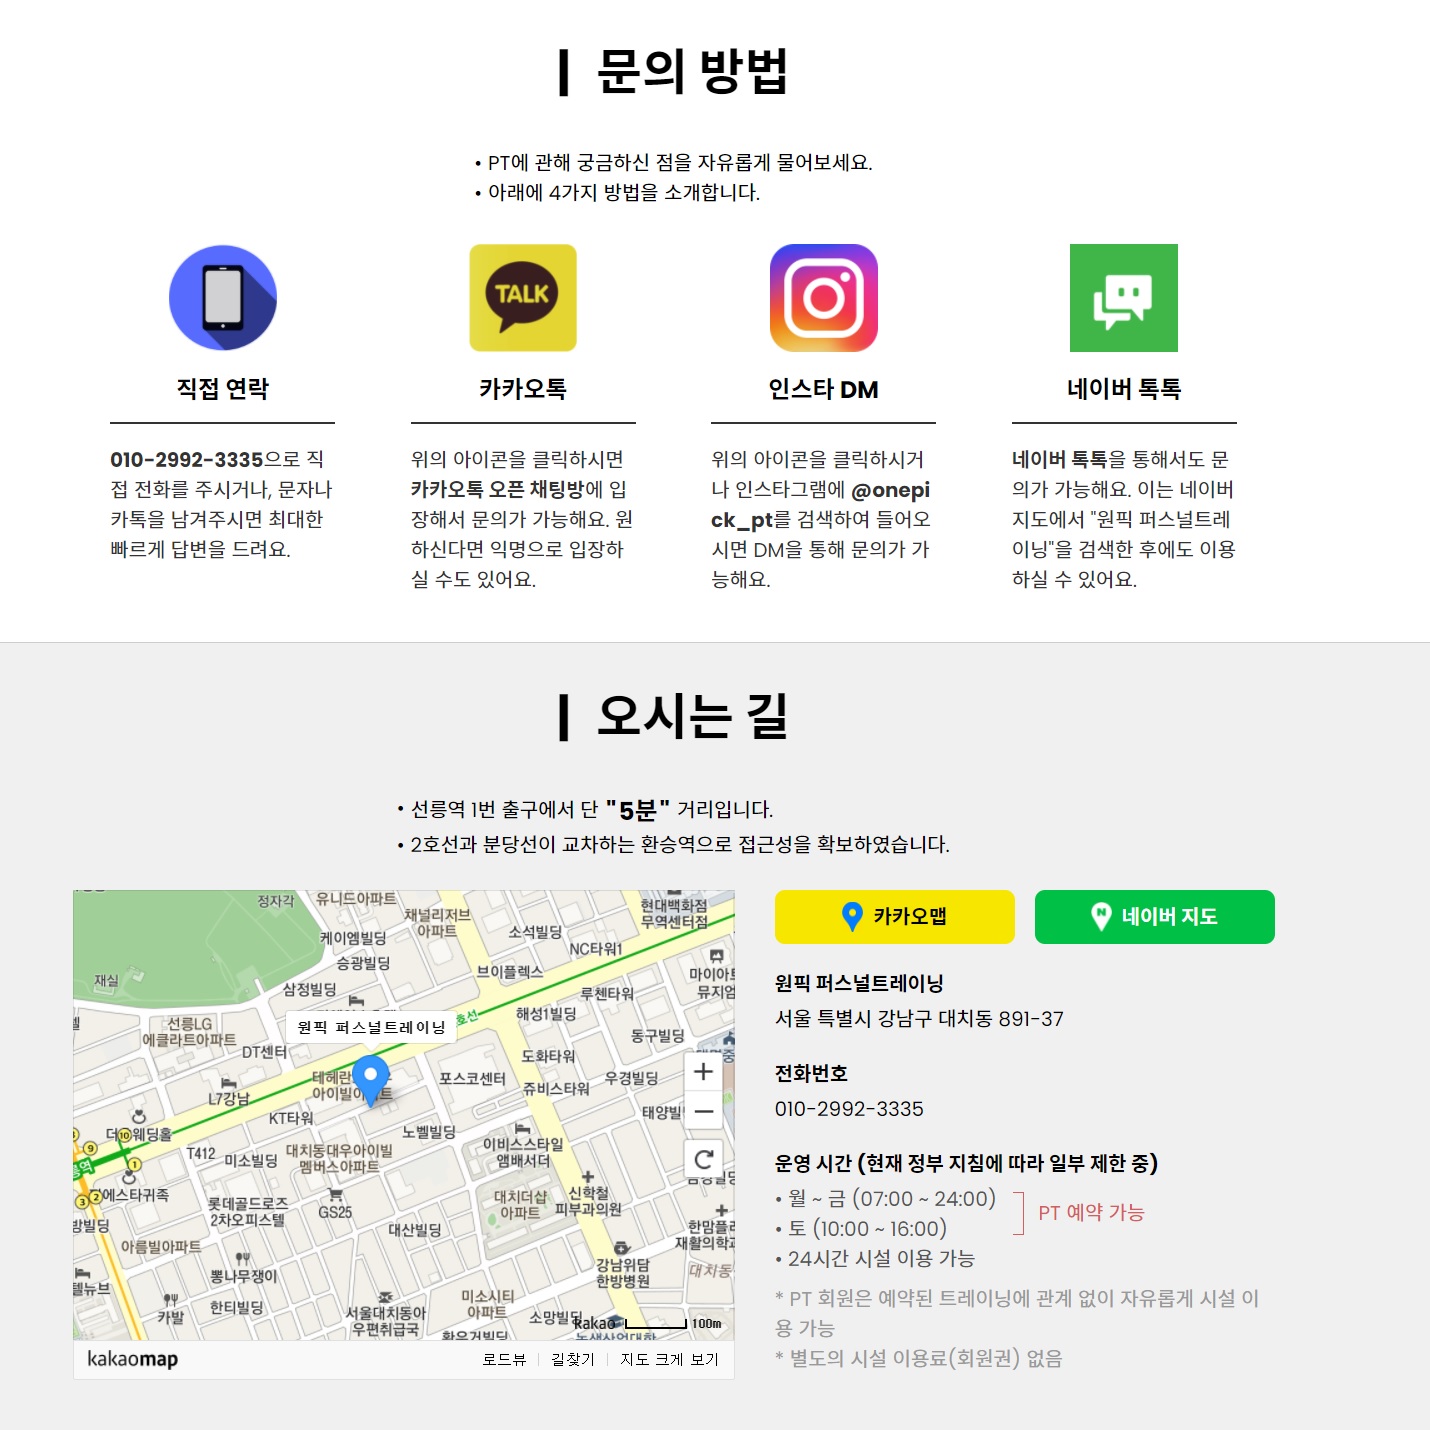 문의 방법
• PT에 관해 궁금하신 점을 자유롭게 물어보세요.
• 아래에 4가지 방법을 소개합니다.
TALK
직접 연락
010-2992-3335으로 직
접 전화를 주시거나, 문자나
카톡을 남겨주시면 최대한
빠르게 답변을 드려요.
카카오톡
위의 아이콘을 클릭하시면
카카오톡 오픈 채팅방에 입
장해서 문의가 가능해요. 원
하신다면 익명으로 입장하
실 수도 있어요.
인스타 DM
위의 아이콘을 클릭하시거
나 인스타그램에 @onepi
ck_pt를 검색하여 들어오
시면 DM을 통해 문의가 가
능해요.
네이버 톡톡
네이버 톡톡을 통해서도 문
의가 가능해요. 이는 네이버
지도에서 "원픽 퍼스널트레
이닝"을 검색한 후에도 이용
하실 수 있어요.
오시는 길
• 선릉역 1번 출구에서 단 "5분" 거리입니다.
• 2호선과 분당선이 교차하는 환승역으로 접근성을 확보하였습니다.
정자각
유니드아파트
채널리저브
아파트
현대백화점
무역센터점
케이엠빌딩
소석빌딩
NC타워1
승광빌딩
브이플렉스
마이아트
뮤지엄
재실
삼정빌딩
루첸타워
해성1빌딩
호선
선릉LG
에클라트아파트
원픽 퍼스널트레이닝
동구빌딩
DT센터
도화타워
포스코센터
쥬비스타워
우경빌딩
L7강남
KT타워
노벨빌딩
태양빌
이비스스타일
앰배서더
T412
미소빌딩
대치동대우아이빌
멤버스아파트
10
9
1
3
2
에스타귀족
롯데골드로즈
2차오피스텔
GS25
대치더샵
아파트
신학철
피부과의원
방빌딩
대산빌딩
아름빌아파트
뽕나무쟁이
강남위담
한방병원
대치동
텔뉴브
카발
한티빌딩
서울대치동아
우편취급국
미소시티
아파트
소망빌딩
kakao
100m
kakaomap
로드뷰
길찾기
지도 크게 보기
카카오맵
네이버 지도
원픽 퍼스널트레이닝
서울 특별시 강남구 대치동 891-37
전화번호
010-2992-3335
운영 시간 (현재 정부 지침에 따라 일부 제한 중)
• 월 ~ 금 (07:00 ~ 24:00)
• 토 (10:00 ~ 16:00)
PT 예약 가능
• 24시간 시설 이용 가능
* PT 회원은 예약된 트레이닝에 관계 없이 자유롭게 시설 이
용 가능
* 별도의 시설 이용료(회원권) 없음